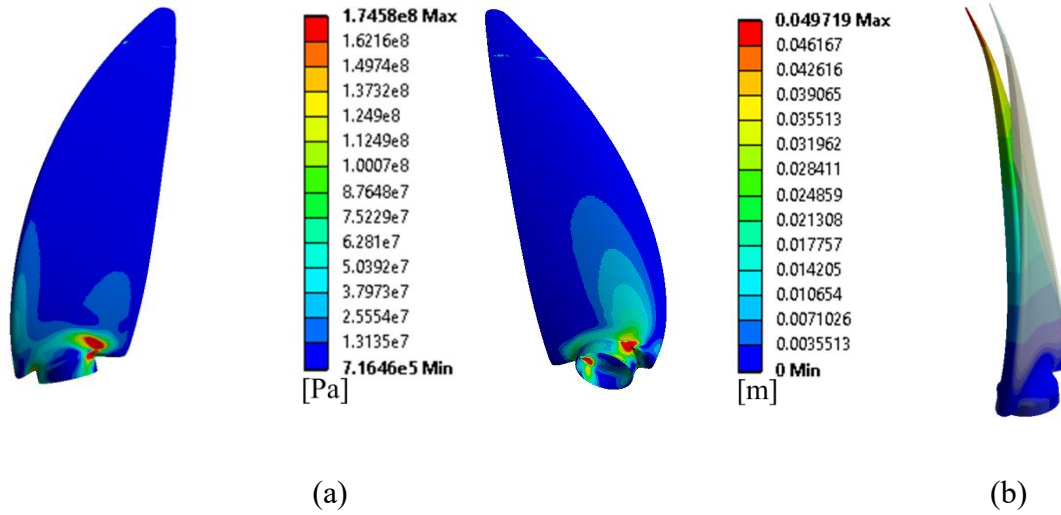 1.7458e8 Max
1.6216e8
1.4974e8
1.3732e8
1.249e8
1.1249e8
1.0007e8
8.7648e7
7.5229e7
6.281e7
5.0392e7
3.7973e7
2.5554e7
1.3135e7
7.1646e5 Min
[Pa]
0.049719 Max
0.046167
0.042616
0.039065
0.035513
0.031962
0.028411
0.024859
0.021308
0.017757
0.014205
0.010654
0.0071026
0.0035513
0 Min
[m]
(a)
(b)